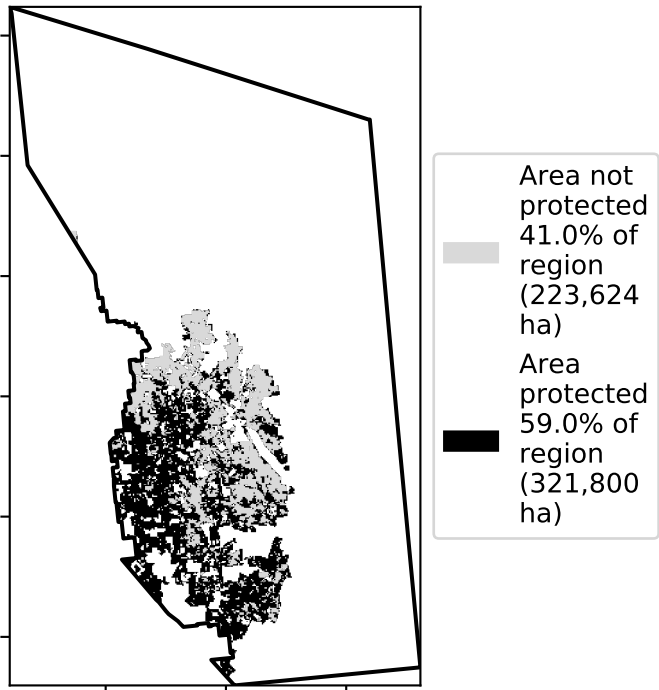 Area not
protected
41.0% of
region
(223,624
ha)
Area
protected
59.0% of
region
(321,800
ha)